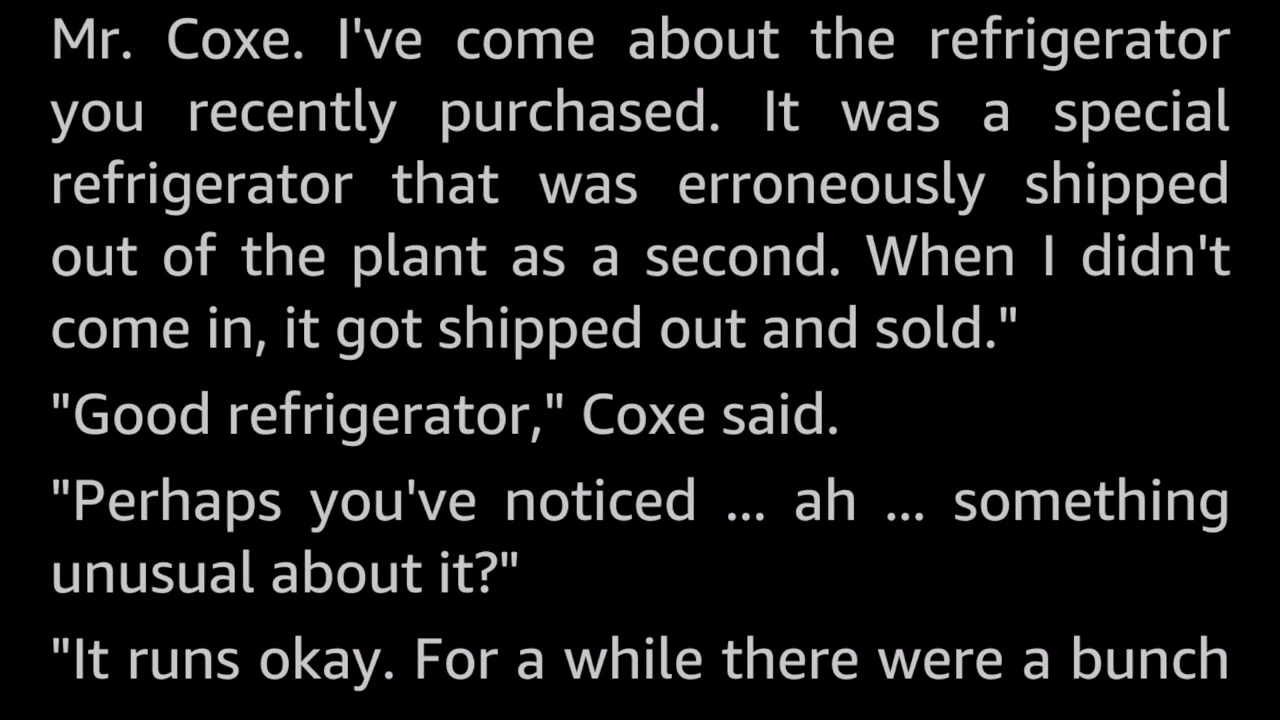 Mr. Coxe. I've come about the refrigerator
you recently purchased. It was a special
refrigerator that was erroneously shipped
out of the plant as a second. When I didn't
come in, it got shipped out and sold."
"Good refrigerator," Coxe said.
"Perhaps you've noticed ... ah ... something
unusual about it?"
"It runs okay. For a while there were a bunch